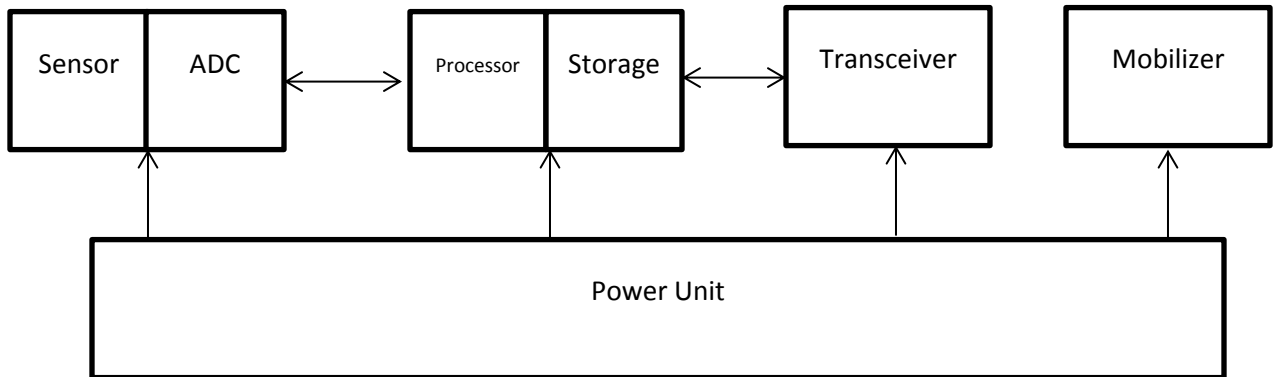 Sensor
ADC
Processor
Storage
Transceiver
Mobilizer
Power Unit